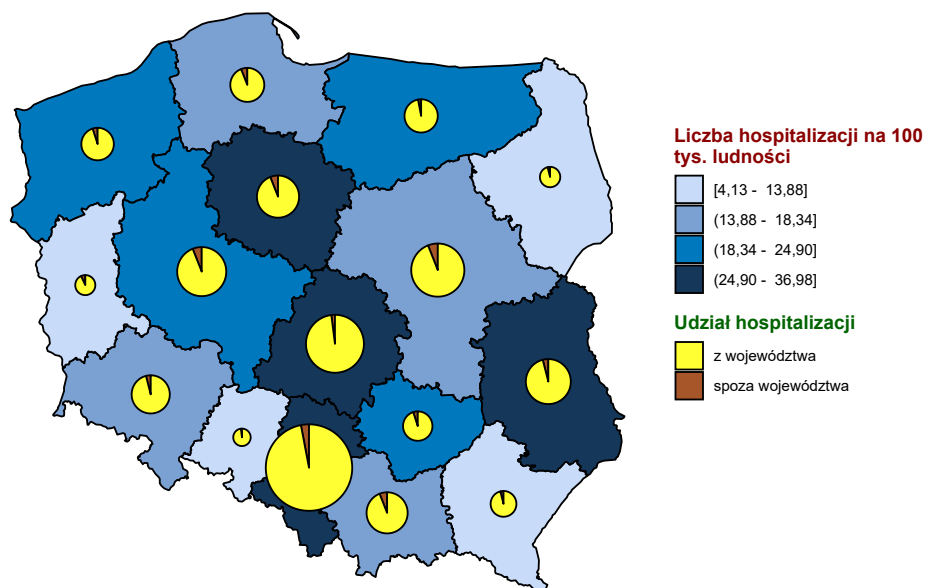 Liczba hospitalizacji na 100
tys. ludności
[4,13 - 13,88]
(13,88 - 18,34]
(18,34 - 24,90]
(24,90 - 36,98]
Udział hospitalizacji
z województwa
spoza województwa